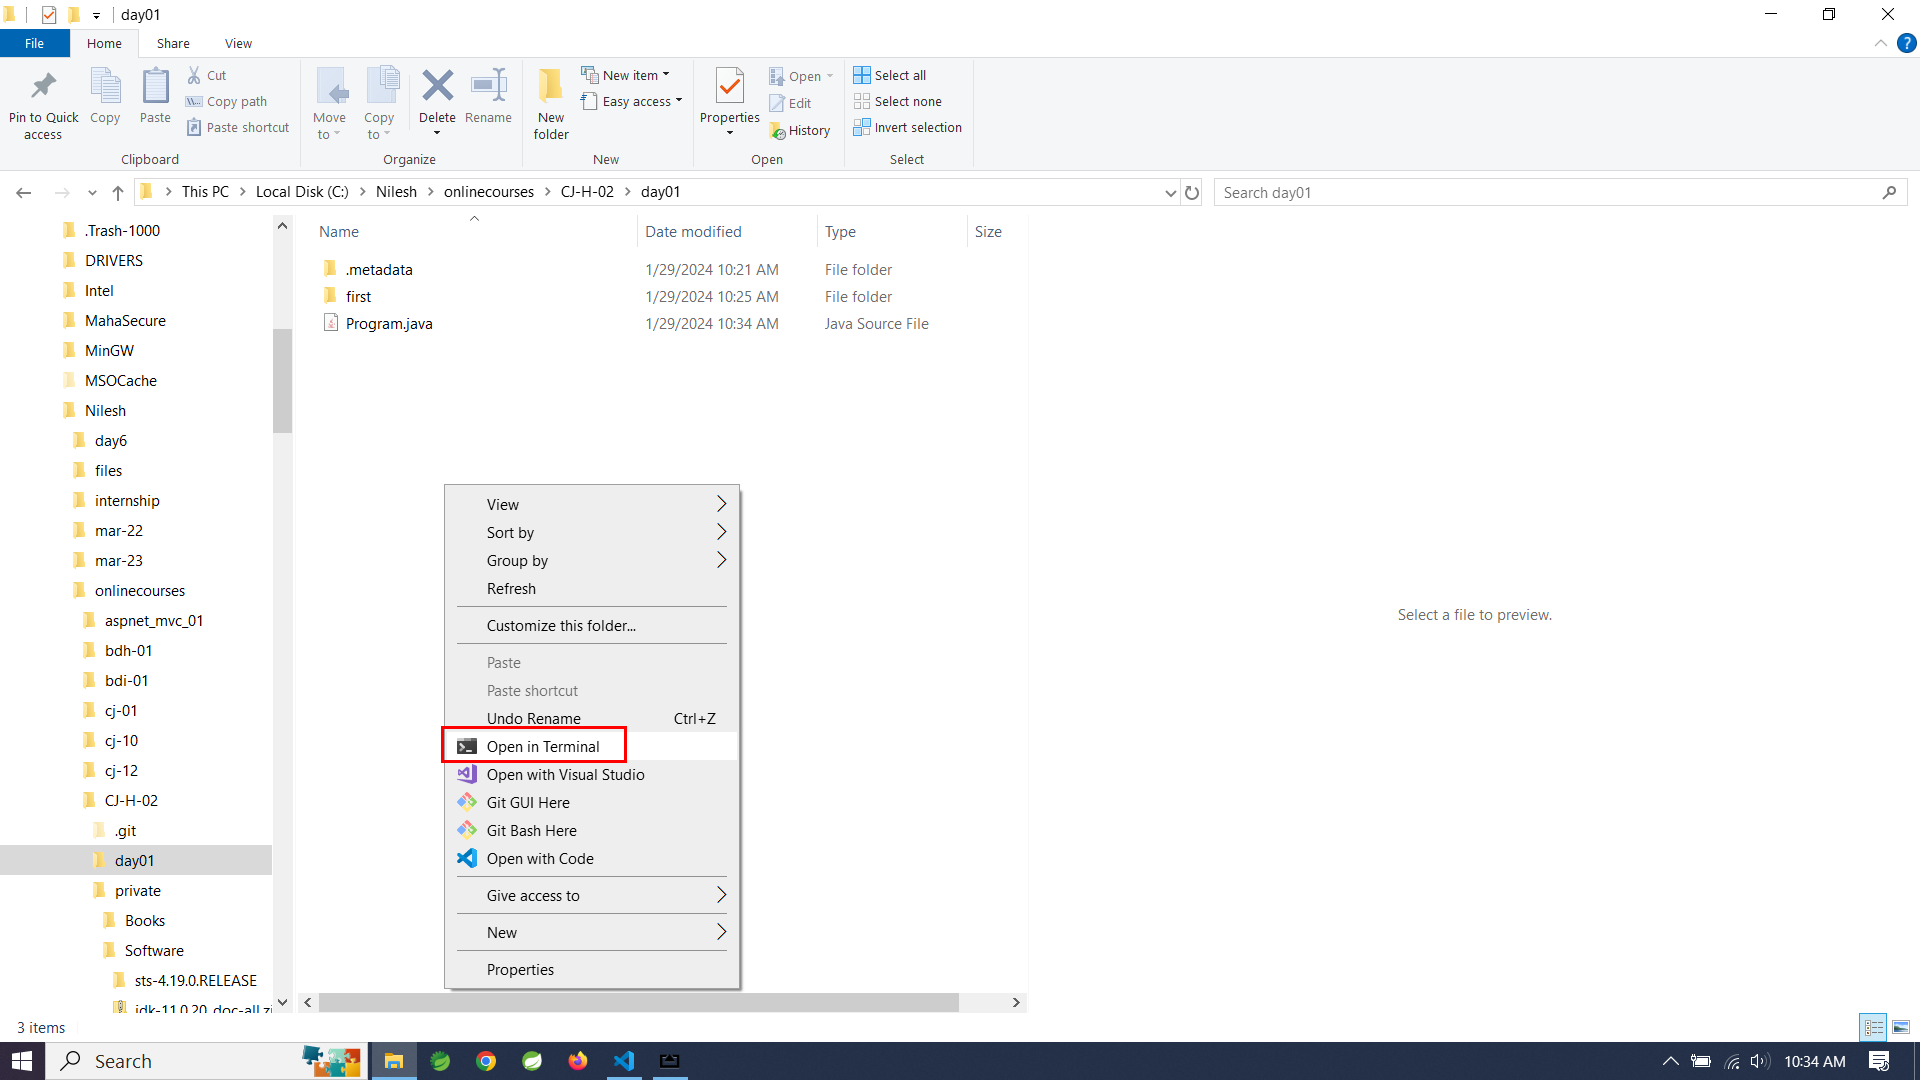 day01
File Home Share View
Pin to Quick access
Copy
Paste
Cut
Copy path
Paste shortcut
Clipboard
Move to
Copy to
Delete
Rename
Organize
New folder
New item
Easy access
New
Properties
Open
Edit
History
Open
Select all
Select none
Invert selection
Select
This PC > Local Disk (C:) > Nilesh > onlinecourses > CJ-H-02 > day01
Search day01
.Trash-1000
DRIVERS
Intel
MahaSecure
MinGW
MSOCache
Nilesh
day6
files
internship
mar-22
mar-23
onlinecourses
aspnet_mvc_01
bdh-01
bdi-01
cj-01
cj-10
cj-12
CJ-H-02
.git
day01
private
Books
Software
sts-4.19.0.RELEASE
jdk-11.0.20_doc-all.zi
Name Date modified Type Size
.metadata 1/29/2024 10:21 AM File folder
first 1/29/2024 10:25 AM File folder
Program.java 1/29/2024 10:34 AM Java Source File
View
Sort by
Group by
Refresh
Customize this folder...
Paste
Paste shortcut
Undo Rename Ctrl+Z
Open in Terminal
Open with Visual Studio
Git GUI Here
Git Bash Here
Open with Code
Give access to
New
Properties
Select a file to preview.
3 items
Search
10:34 AM